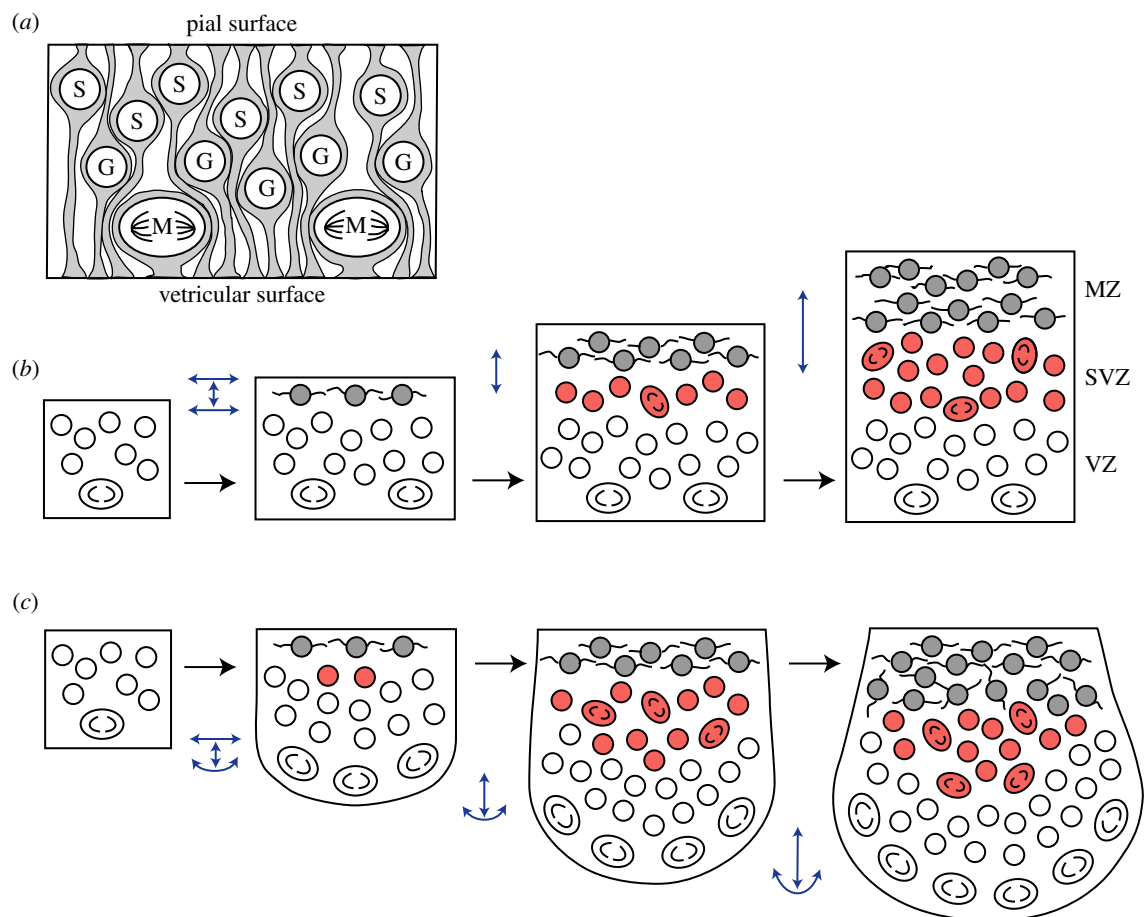 (a)
pial surface
S S S S S
S S
G G G G
G
M M
vetricular surface
(b)
MZ
SVZ
VZ
(c)